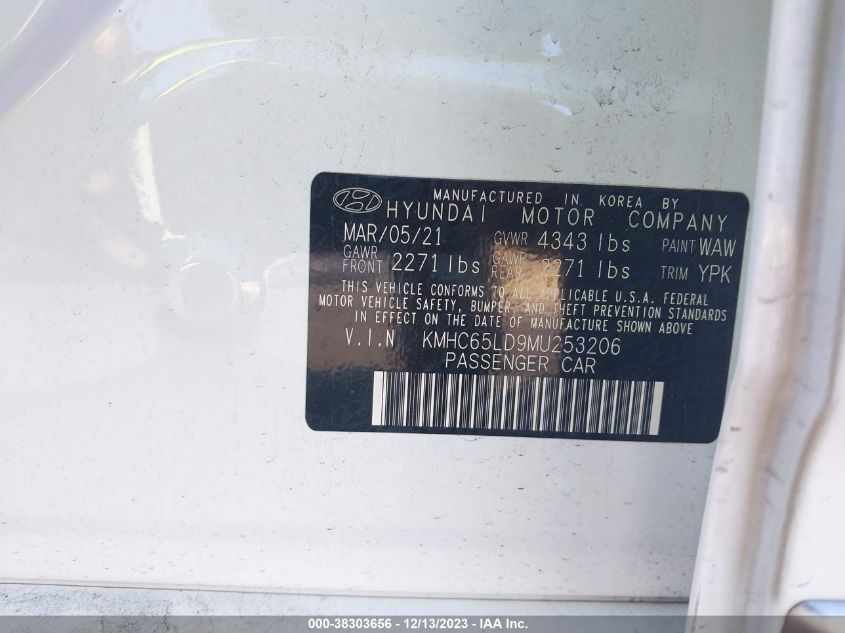 MANUFACTURED IN KOREA BY
HYUNDAI MOTOR COMPANY
MAR/05/21 GVWR 4343 lbs PAINT WAW
GAWR FRONT 2271 lbs GAWR REAR 2271 lbs TRIM YPK
THIS VEHICLE CONFORMS TO ALL APPLICABLE U.S.A. FEDERAL
MOTOR VEHICLE SAFETY, BUMPER, AND THEFT PREVENTION STANDARDS
IN EFFECT ON THE DATE OF MANUFACTURE SHOWN ABOVE
V.I.N KMHC65LD9MU253206
PASSENGER CAR
000-38303656 / 12/13/2023 - IAA Inc.